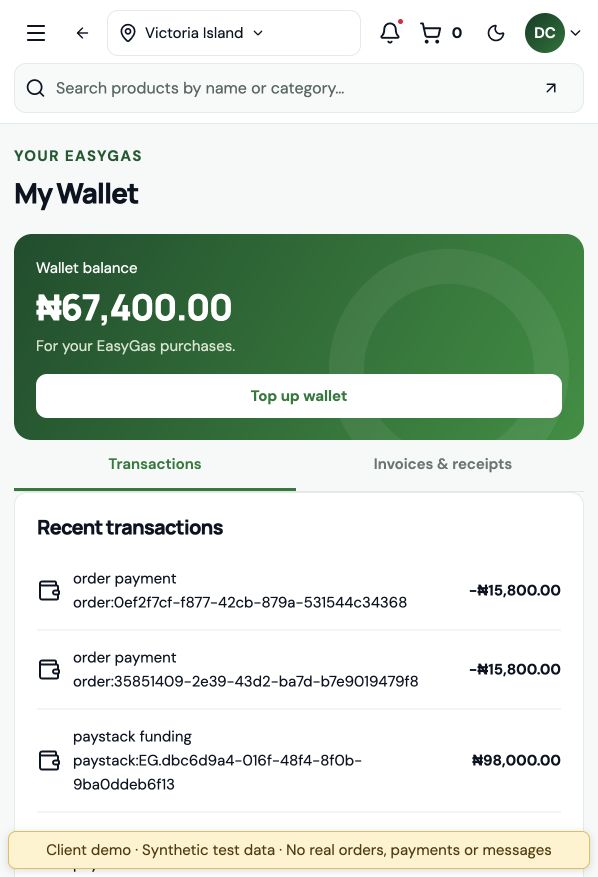 Victoria Island
0
DC
Search products by name or category...
YOUR EASYGAS
My Wallet
Wallet balance
₦67,400.00
For your EasyGas purchases.
Top up wallet
Transactions
Invoices & receipts
Recent transactions
order payment
order:0ef2f7cf-f877-42cb-879a-531544c34368
-₦15,800.00
order payment
order:35851409-2e39-43d2-ba7d-b7e9019479f8
-₦15,800.00
paystack funding
paystack:EG.dbc6d9a4-016f-48f4-8f0b-
9ba0ddeb6f13
₦98,000.00
Client demo · Synthetic test data · No real orders, payments or messages